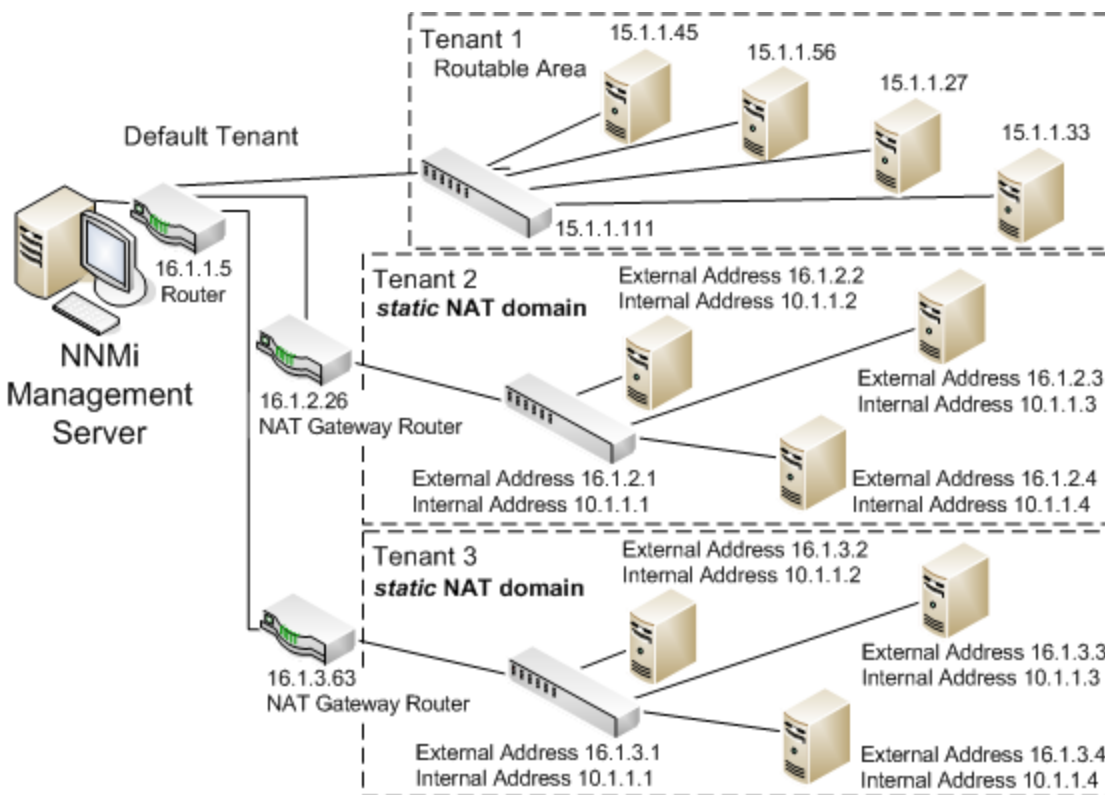 Tenant 1
Routable Area
15.1.1.45
15.1.1.56
15.1.1.27
15.1.1.33
15.1.1.111
Default Tenant
16.1.1.5
Router
NNMi
Management
Server
Tenant 2
static NAT domain
External Address 16.1.2.2
Internal Address 10.1.1.2
External Address 16.1.2.3
Internal Address 10.1.1.3
16.1.2.26
NAT Gateway Router
External Address 16.1.2.1
Internal Address 10.1.1.1
External Address 16.1.2.4
Internal Address 10.1.1.4
Tenant 3
static NAT domain
External Address 16.1.3.2
Internal Address 10.1.1.2
External Address 16.1.3.3
Internal Address 10.1.1.3
16.1.3.63
NAT Gateway Router
External Address 16.1.3.1
Internal Address 10.1.1.1
External Address 16.1.3.4
Internal Address 10.1.1.4